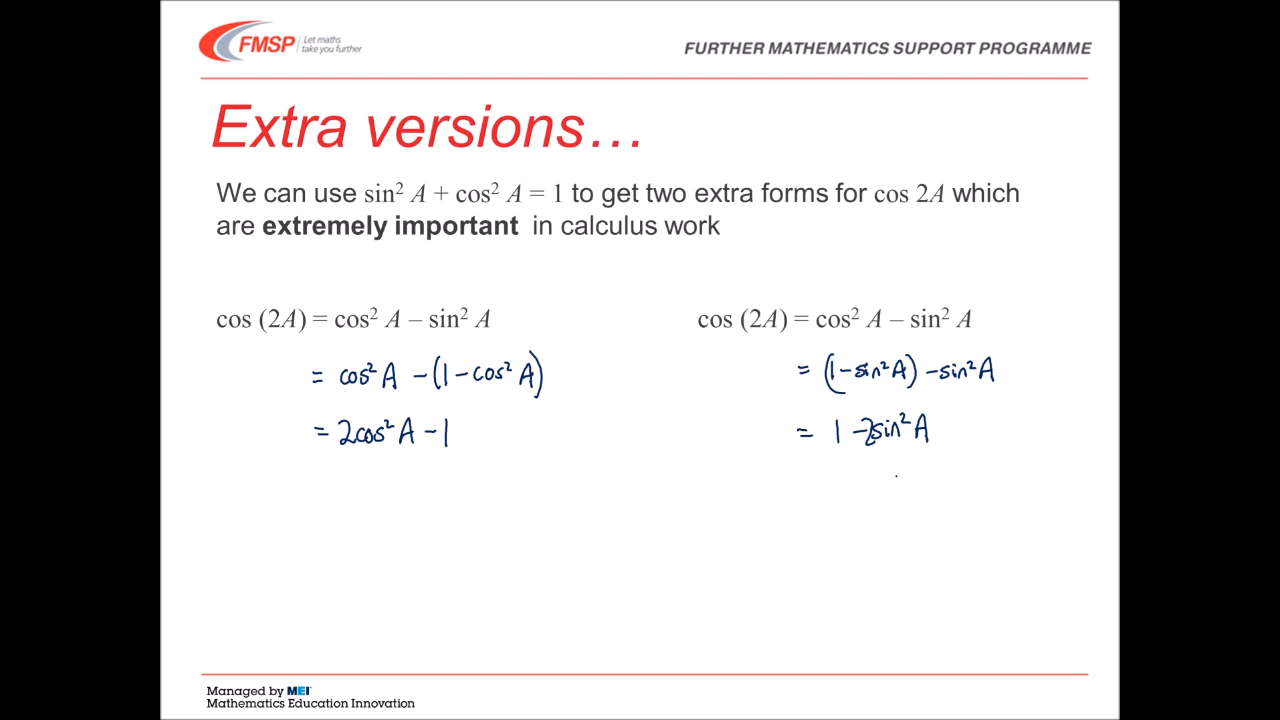 FMSP Let maths take you further
FURTHER MATHEMATICS SUPPORT PROGRAMME
Extra versions…
We can use sin² A + cos² A = 1 to get two extra forms for cos 2A which
are extremely important in calculus work
cos (2A) = cos² A – sin² A
= cos² A – (1 – cos² A)
= 2cos² A – 1
cos (2A) = cos² A – sin² A
= (1 – sin² A) – sin² A
= 1 – 2sin² A
Managed by MEI
Mathematics Education Innovation